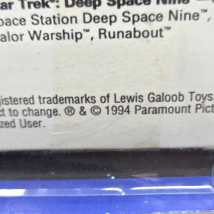 ar Trek: Deep Space Nine
pace Station Deep Space Nine™,
alor Warship™, Runabout™
istered trademarks of Lewis Galoob Toys
ct to change. ® & © 1994 Paramount Pict
ized User.